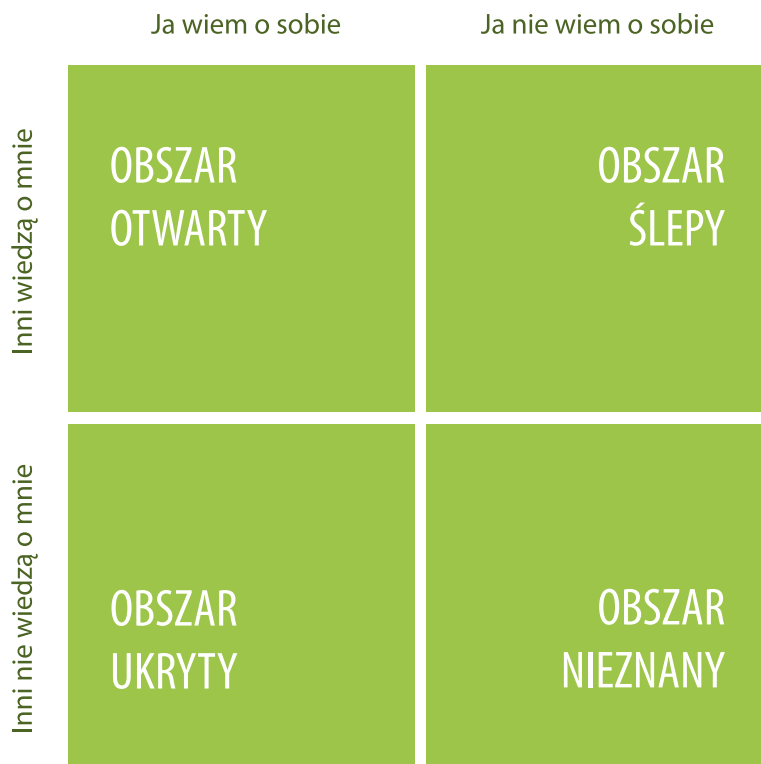 Ja wiem o sobie
Ja nie wiem o sobie
Inni wiedzą o mnie
OBSZAR
OTWARTY
OBSZAR
ŚLEPY
Inni nie wiedzą o mnie
OBSZAR
UKRYTY
OBSZAR
NIEZNANY